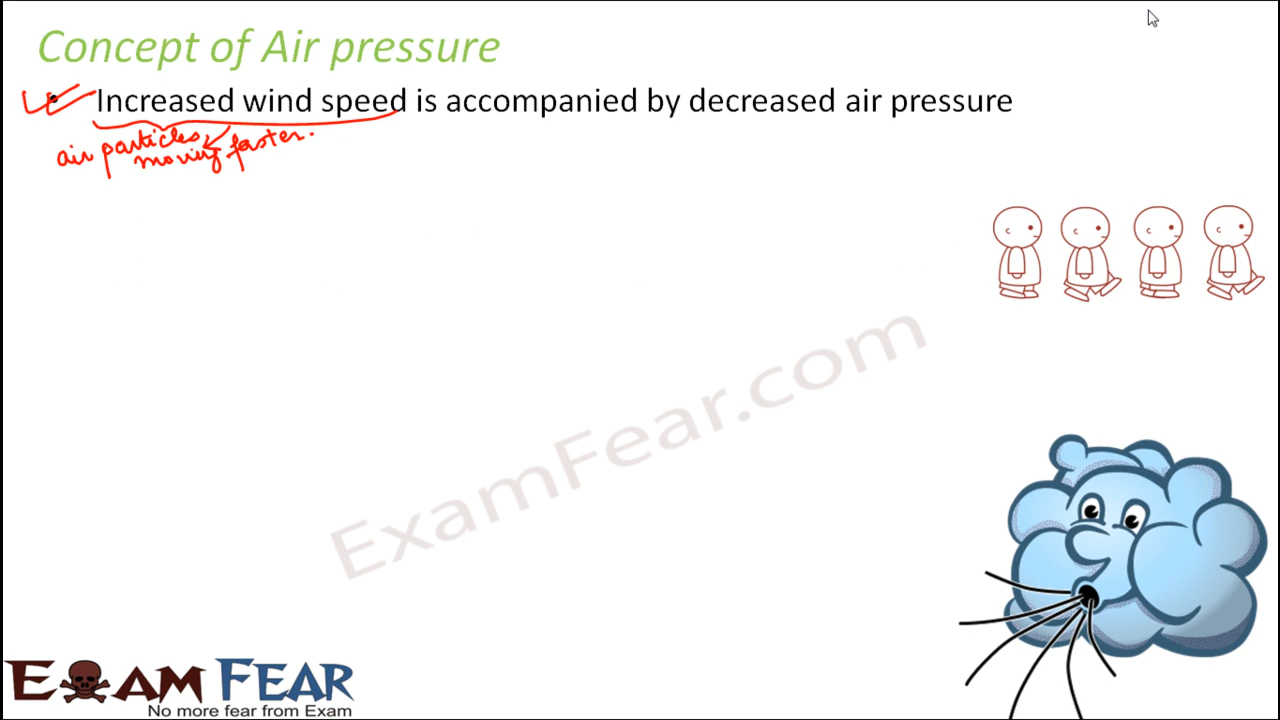 Concept of Air pressure
• Increased wind speed is accompanied by decreased air pressure
air particles
moving faster.
ExamFear.com
EXAM FEAR
No more fear from Exam